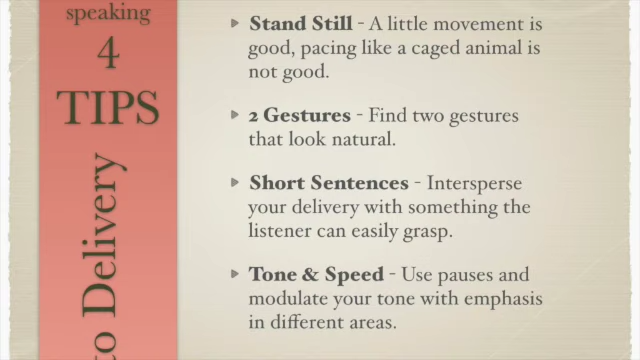 speaking
4
TIPS
to Delivery
Stand Still - A little movement is
good, pacing like a caged animal is
not good.
2 Gestures - Find two gestures
that look natural.
Short Sentences - Intersperse
your delivery with something the
listener can easily grasp.
Tone & Speed - Use pauses and
modulate your tone with emphasis
in different areas.